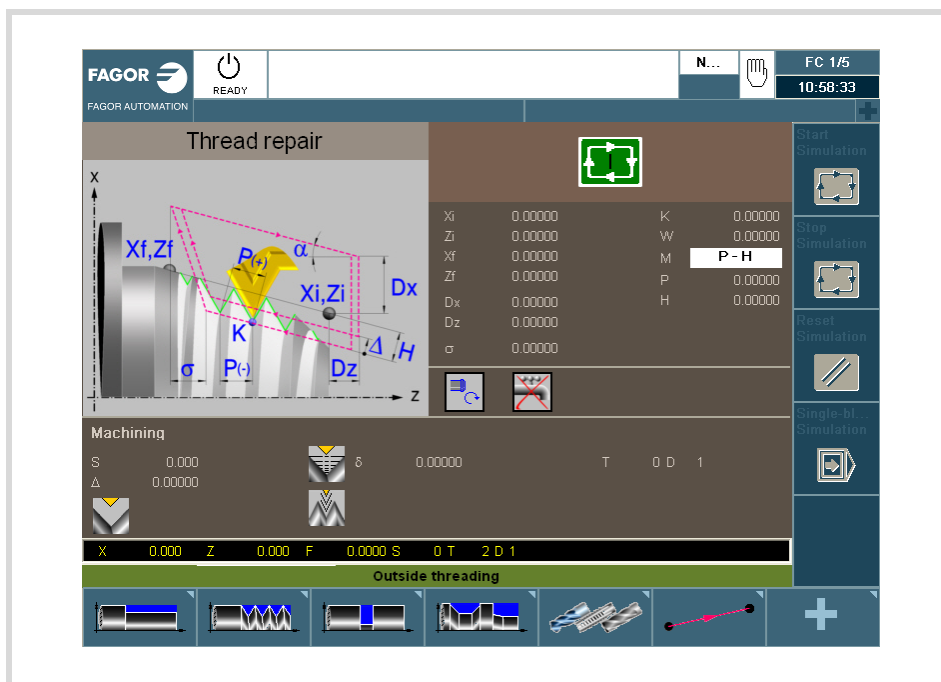 FAGOR
FAGOR AUTOMATION
READY
N...
FC 1/5
10:58:33
Thread repair
X
Xf,Zf
P(+)
α
Dx
Xi,Zi
K
Δ
H
σ
P(-)
Dz
Z
Xi 0.00000 K 0.00000
Zi 0.00000 W 0.00000
Xf 0.00000 M P - H
Zf 0.00000 P 0.00000
Dx 0.00000 H 0.00000
Dz 0.00000
σ 0.00000
Start
Simulation
Stop
Simulation
Reset
Simulation
Single-bl...
Simulation
Machining
S 0.000 δ 0.00000 T 0 D 1
Δ 0.00000
X 0.000 Z 0.000 F 0.0000 S 0 T 2 D 1
Outside threading